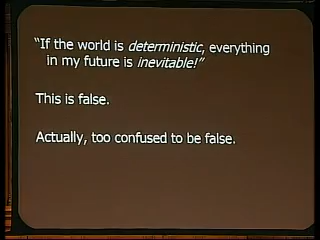 “If the world is deterministic, everything
in my future is inevitable!”
This is false.
Actually, too confused to be false.